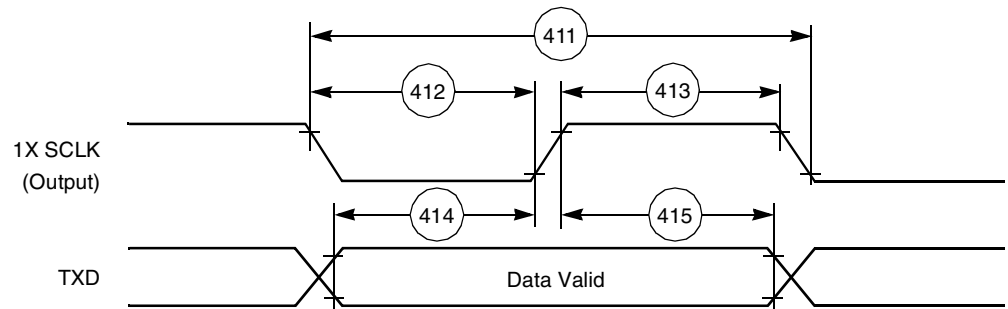 411
412
413
1X SCLK
(Output)
414
415
TXD
Data Valid